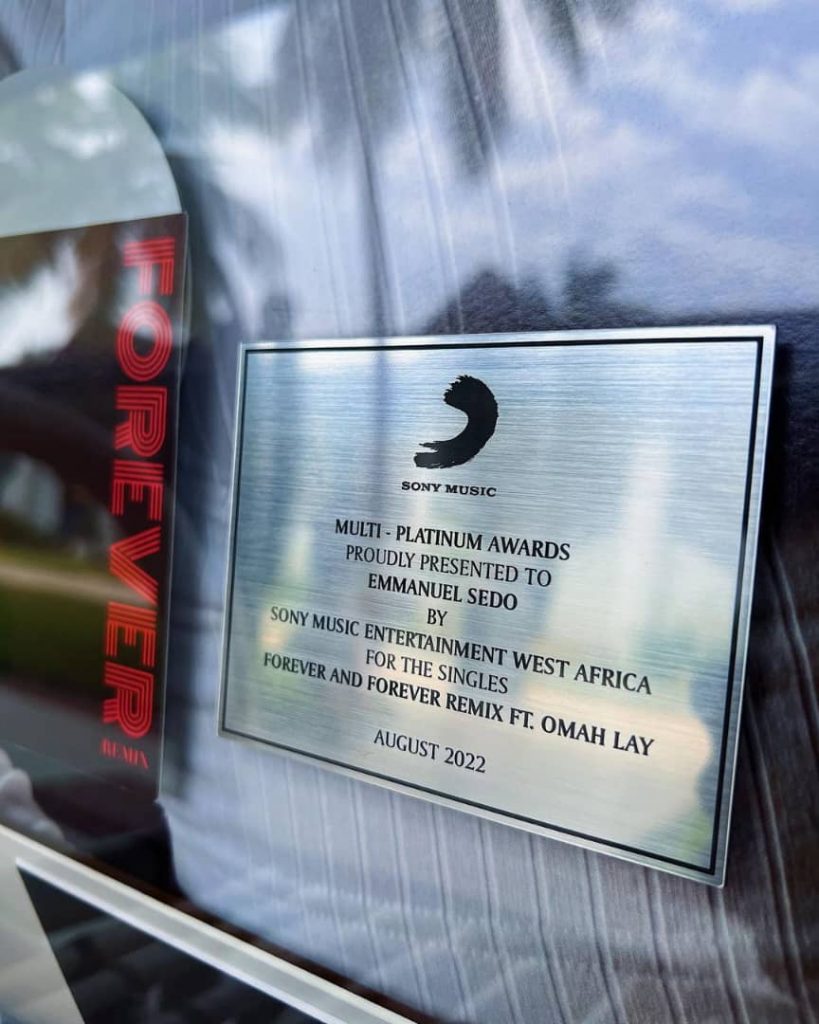 FOREVER
REMIX
SONY MUSIC
MULTI - PLATINUM AWARDS
PROUDLY PRESENTED TO
EMMANUEL SEDO
BY
SONY MUSIC ENTERTAINMENT WEST AFRICA
FOR THE SINGLES
FOREVER AND FOREVER REMIX FT. OMAH LAY
AUGUST 2022